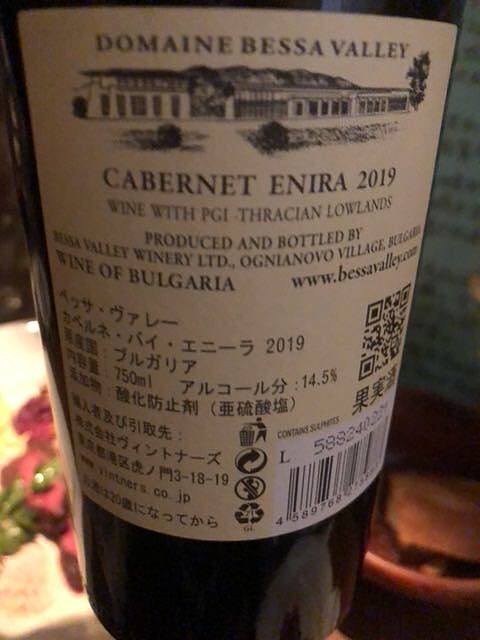 DOMAINE BESSA VALLEY
CABERNET ENIRA 2019
WINE WITH PGI -THRACIAN LOWLANDS
PRODUCED AND BOTTLED BY
BESSA VALLEY WINERY LTD., OGNIANOVO VILLAGE, BULGARIA
WINE OF BULGARIA
www.bessavalley.com
ベッサ・ヴァレー
カベルネ・バイ・エニーラ 2019
原産国：ブルガリア
内容量：750ml アルコール分：14.5%
添加物：酸化防止剤（亜硫酸塩）
果実酒
輸入者及び引取先：
株式会社ヴィントナーズ
東京都港区虎ノ門3-18-19
www.vintners.co.jp
お酒は20歳になってから
CONTAINS SULPHITES
L
GL